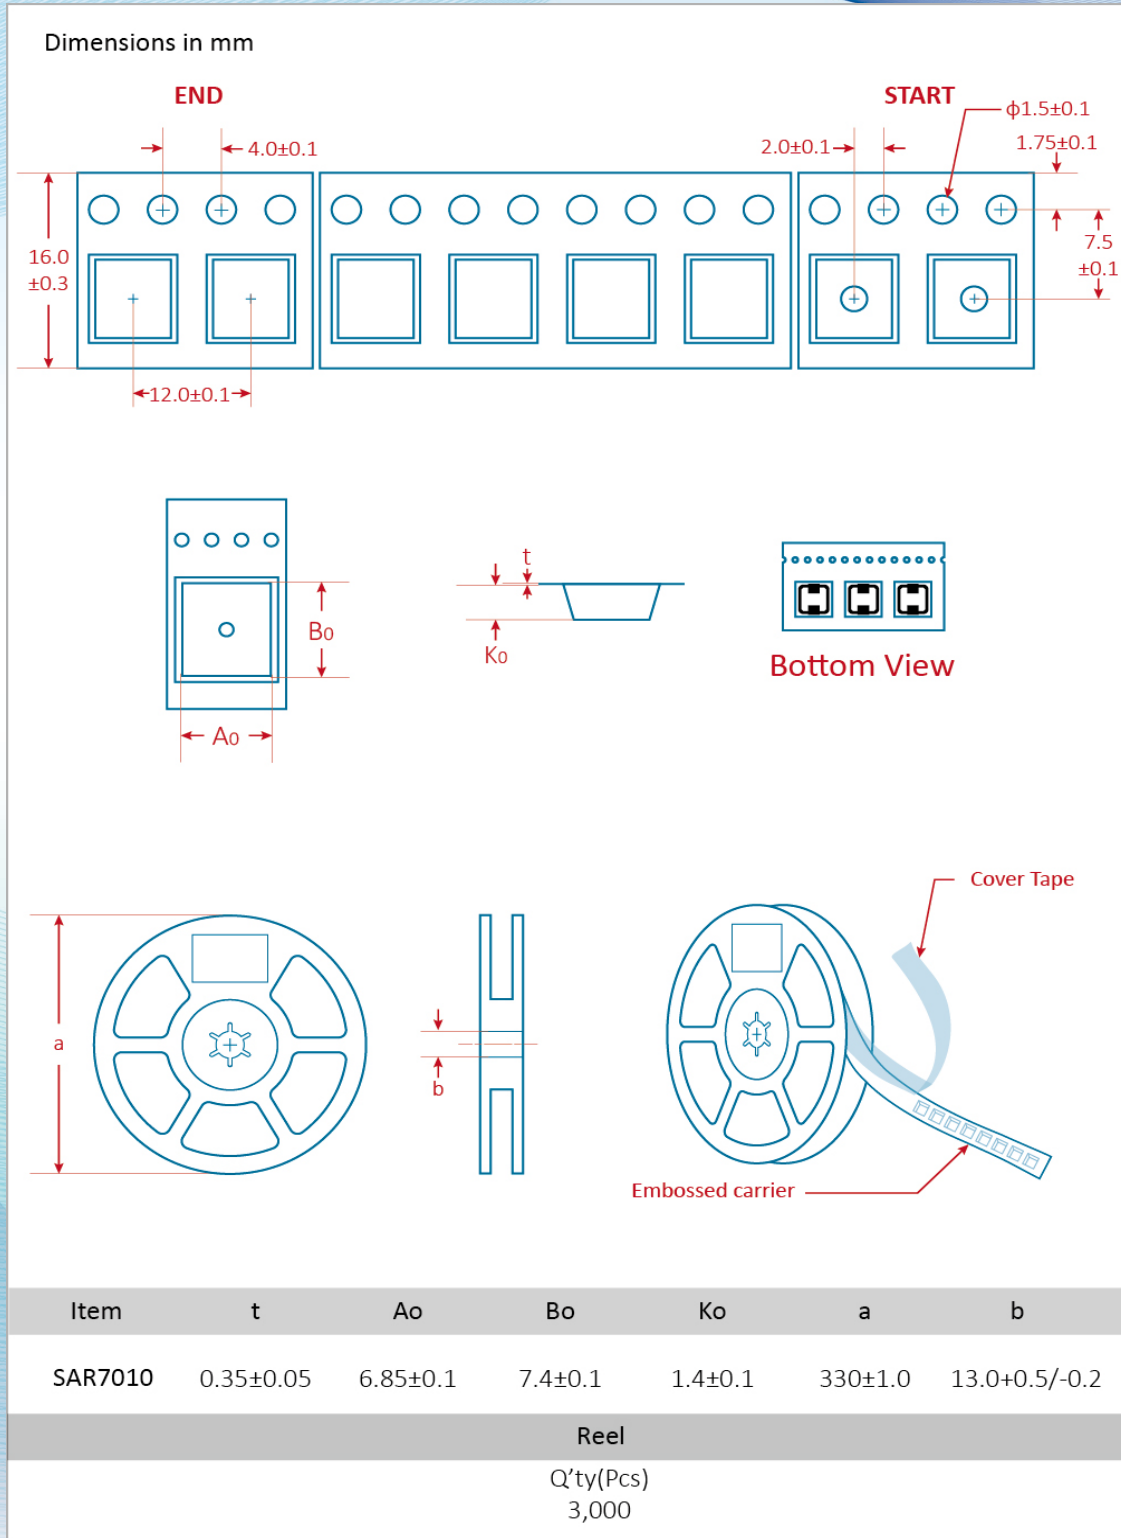 Dimensions in mm
END
START
ϕ1.5±0.1
4.0±0.1
2.0±0.1
1.75±0.1
16.0
±0.3
7.5
±0.1
12.0±0.1
t
B0
K0
A0
Bottom View
Cover Tape
a
b
Embossed carrier
Item t Ao Bo Ko a b
SAR7010 0.35±0.05 6.85±0.1 7.4±0.1 1.4±0.1 330±1.0 13.0+0.5/-0.2
Reel
Q’ty(Pcs)
3,000